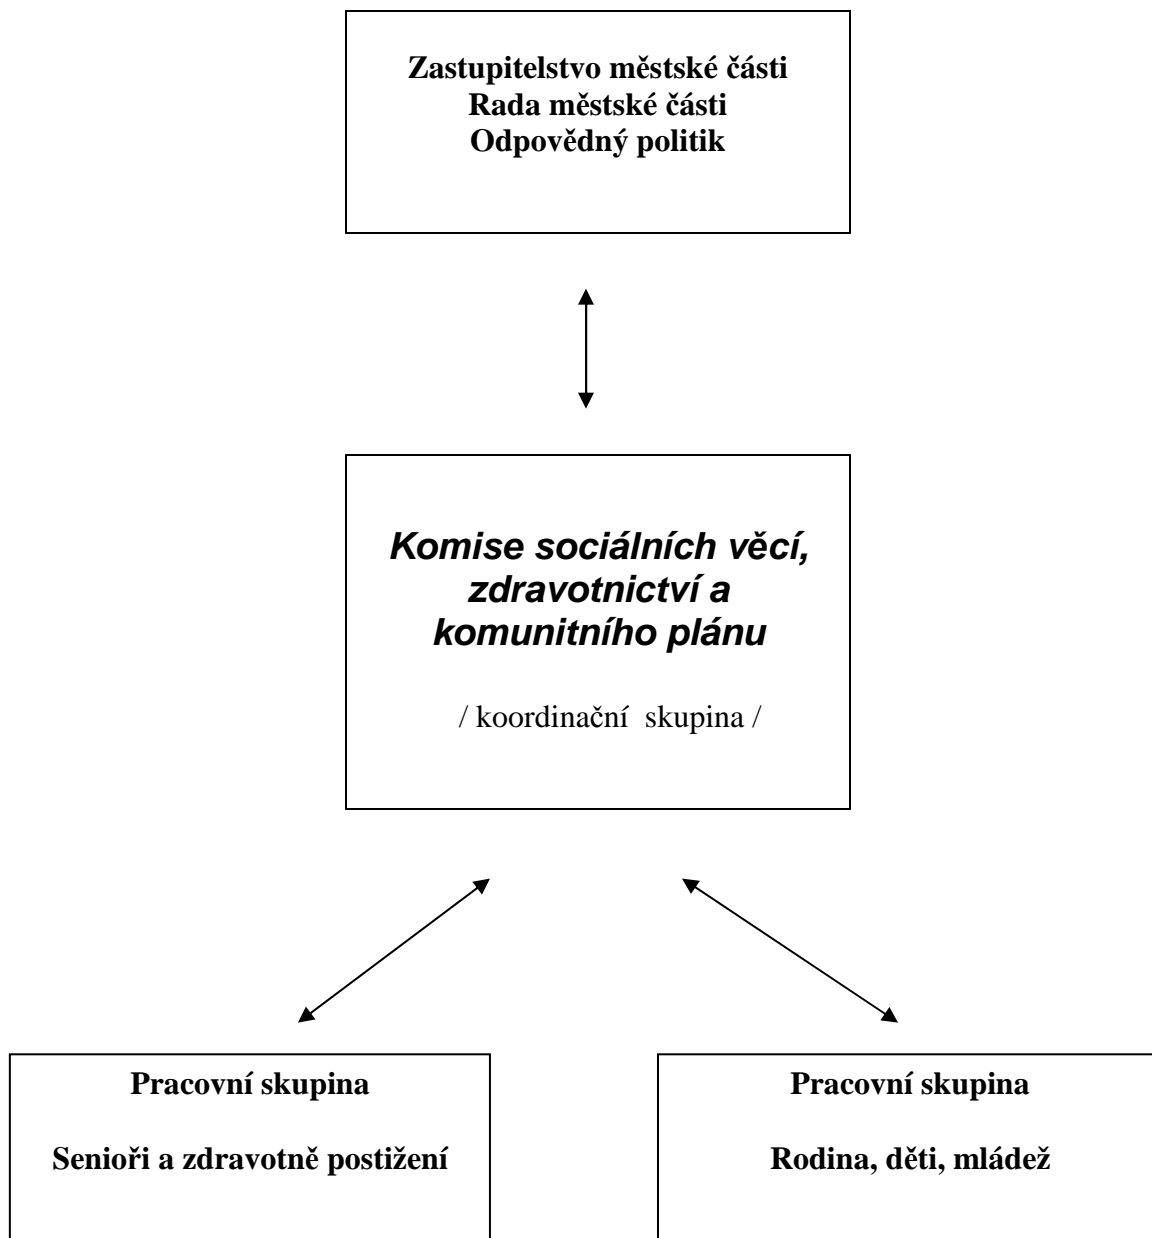 Zastupitelstvo městské části
Rada městské části
Odpovědný politik
Komise sociálních věcí,
zdravotnictví a
komunitního plánu
/ koordinační skupina /
Pracovní skupina
Senioři a zdravotně postižení
Pracovní skupina
Rodina, děti, mládež